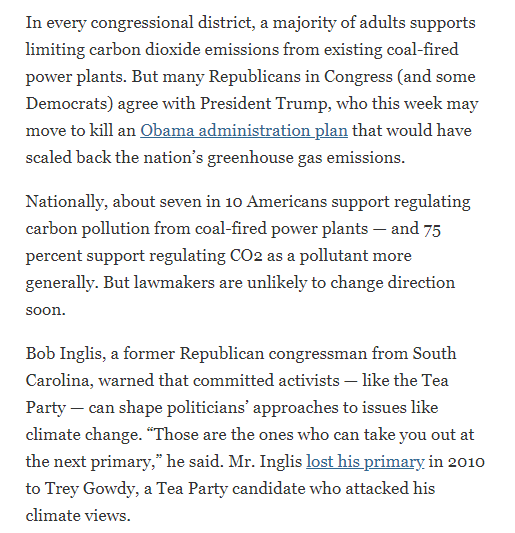 In every congressional district, a majority of adults supports
limiting carbon dioxide emissions from existing coal-fired
power plants. But many Republicans in Congress (and some
Democrats) agree with President Trump, who this week may
move to kill an Obama administration plan that would have
scaled back the nation’s greenhouse gas emissions.
Nationally, about seven in 10 Americans support regulating
carbon pollution from coal-fired power plants — and 75
percent support regulating CO2 as a pollutant more
generally. But lawmakers are unlikely to change direction
soon.
Bob Inglis, a former Republican congressman from South
Carolina, warned that committed activists — like the Tea
Party — can shape politicians’ approaches to issues like
climate change. “Those are the ones who can take you out at
the next primary,” he said. Mr. Inglis lost his primary in 2010
to Trey Gowdy, a Tea Party candidate who attacked his
climate views.